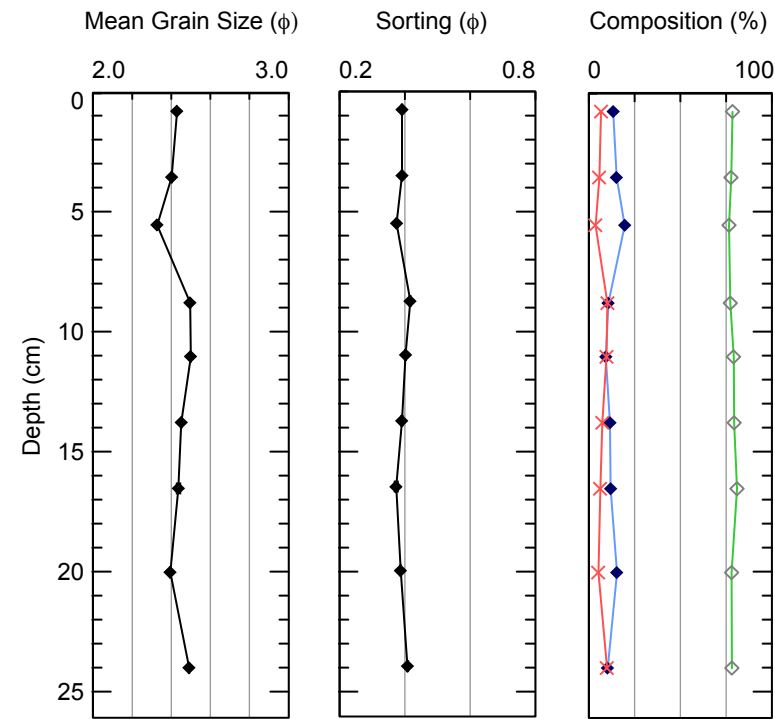 Mean Grain Size (ϕ) Sorting (ϕ) Composition (%)
2.0 3.0 0.2 0.8 0 100
0
5
10
Depth (cm)
15
20
25